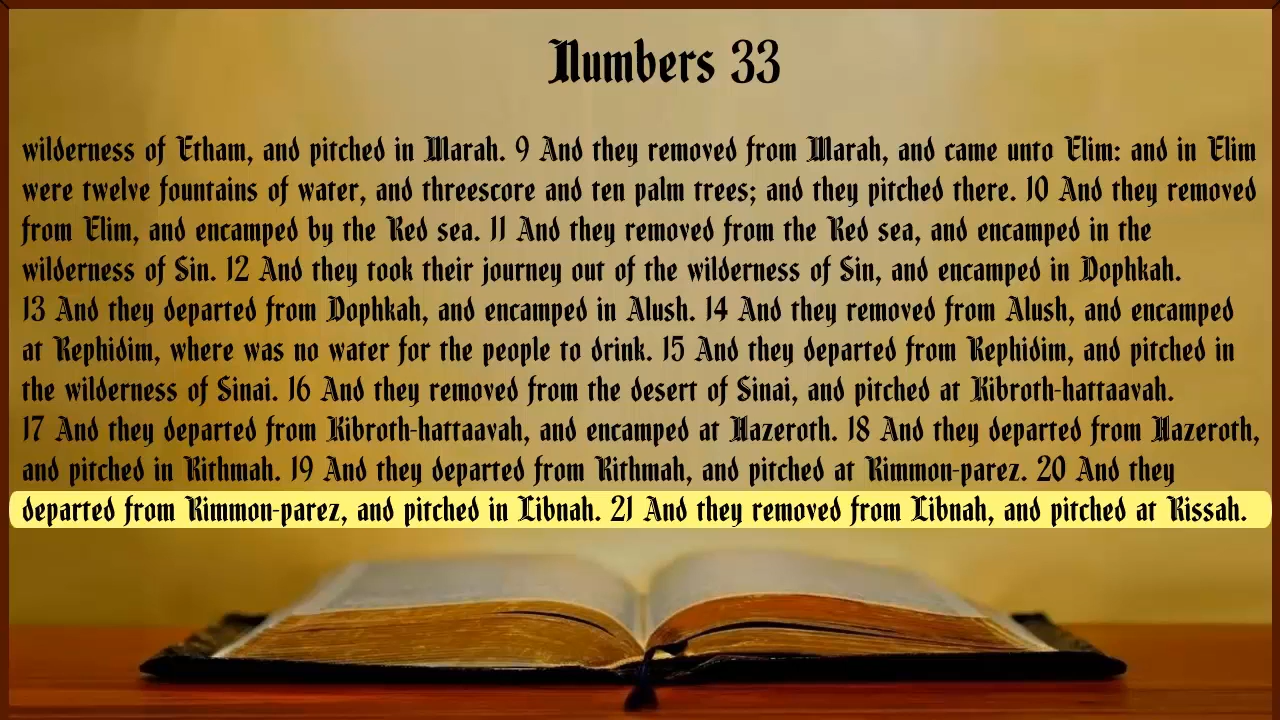 Numbers 33
wilderness of Etham, and pitched in Marah. 9 And they removed from Marah, and came unto Elim: and in Elim
were twelve fountains of water, and threescore and ten palm trees; and they pitched there. 10 And they removed
from Elim, and encamped by the Red sea. 11 And they removed from the Red sea, and encamped in the
wilderness of Sin. 12 And they took their journey out of the wilderness of Sin, and encamped in Dophkah.
13 And they departed from Dophkah, and encamped in Alush. 14 And they removed from Alush, and encamped
at Rephidim, where was no water for the people to drink. 15 And they departed from Rephidim, and pitched in
the wilderness of Sinai. 16 And they removed from the desert of Sinai, and pitched at Kibroth-hattaavah.
17 And they departed from Kibroth-hattaavah, and encamped at Hazeroth. 18 And they departed from Hazeroth,
and pitched in Rithmah. 19 And they departed from Rithmah, and pitched at Rimmon-parez. 20 And they
departed from Rimmon-parez, and pitched in Libnah. 21 And they removed from Libnah, and pitched at Rissah.